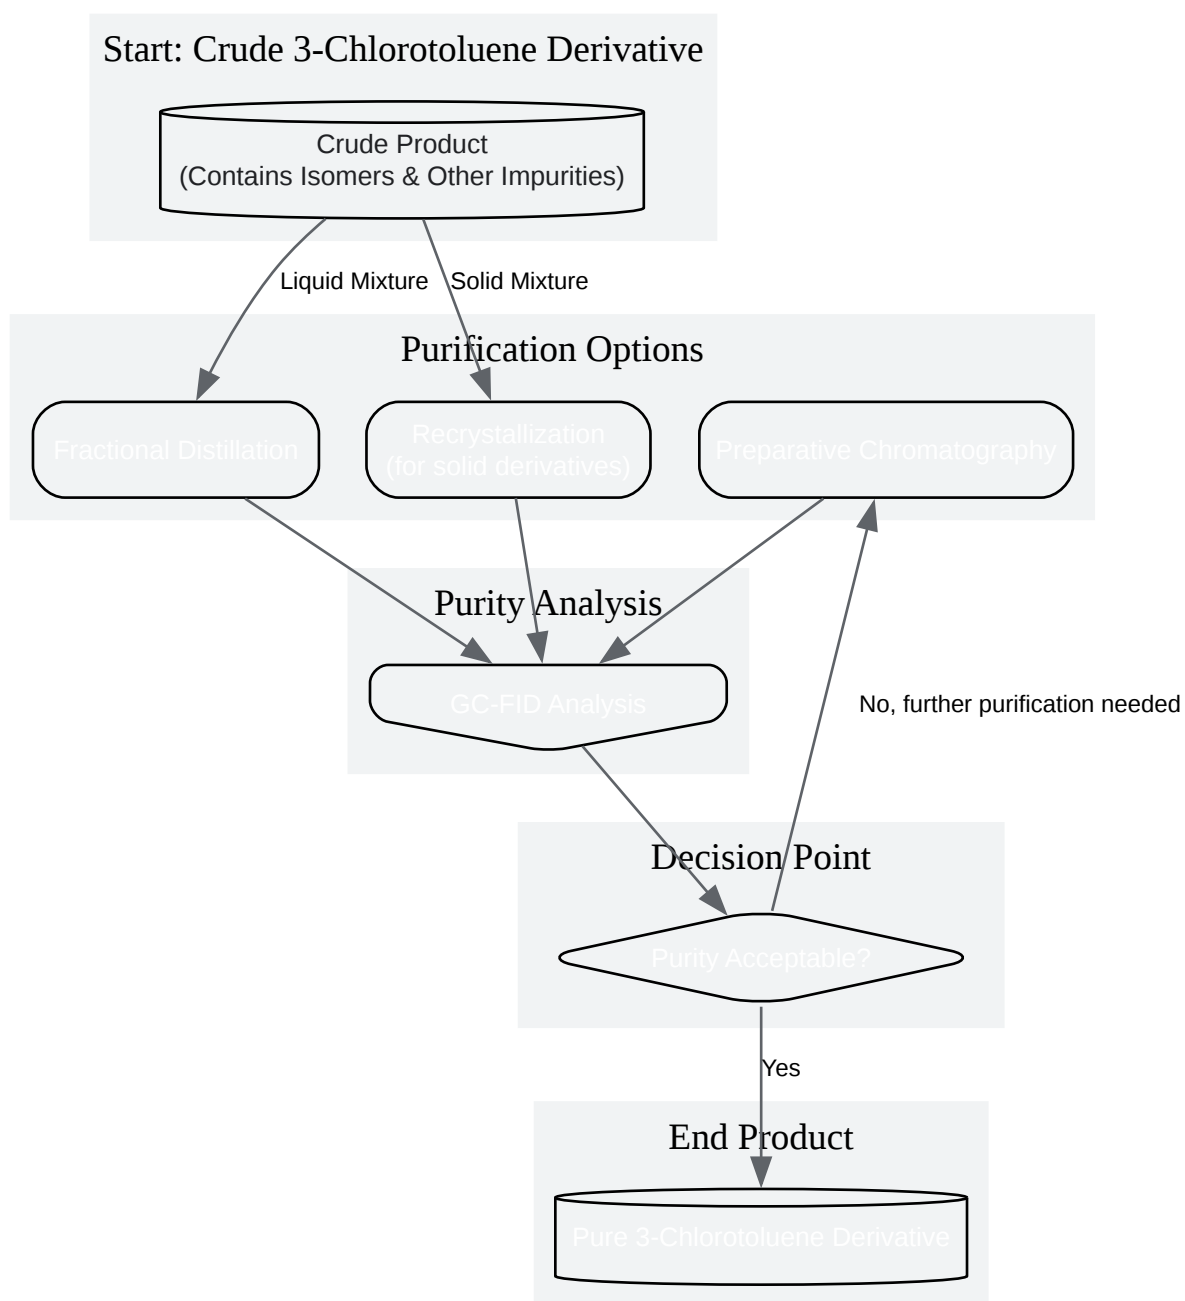 Start: Crude 3-Chlorotoluene Derivative
Crude Product
(Contains Isomers & Other Impurities)
Liquid Mixture
Solid Mixture
Purification Options
Fractional Distillation
Recrystallization
(for solid derivatives)
Preparative Chromatography
Purity Analysis
GC-FID Analysis
No, further purification needed
Decision Point
Purity Acceptable?
Yes
End Product
Pure 3-Chlorotoluene Derivative